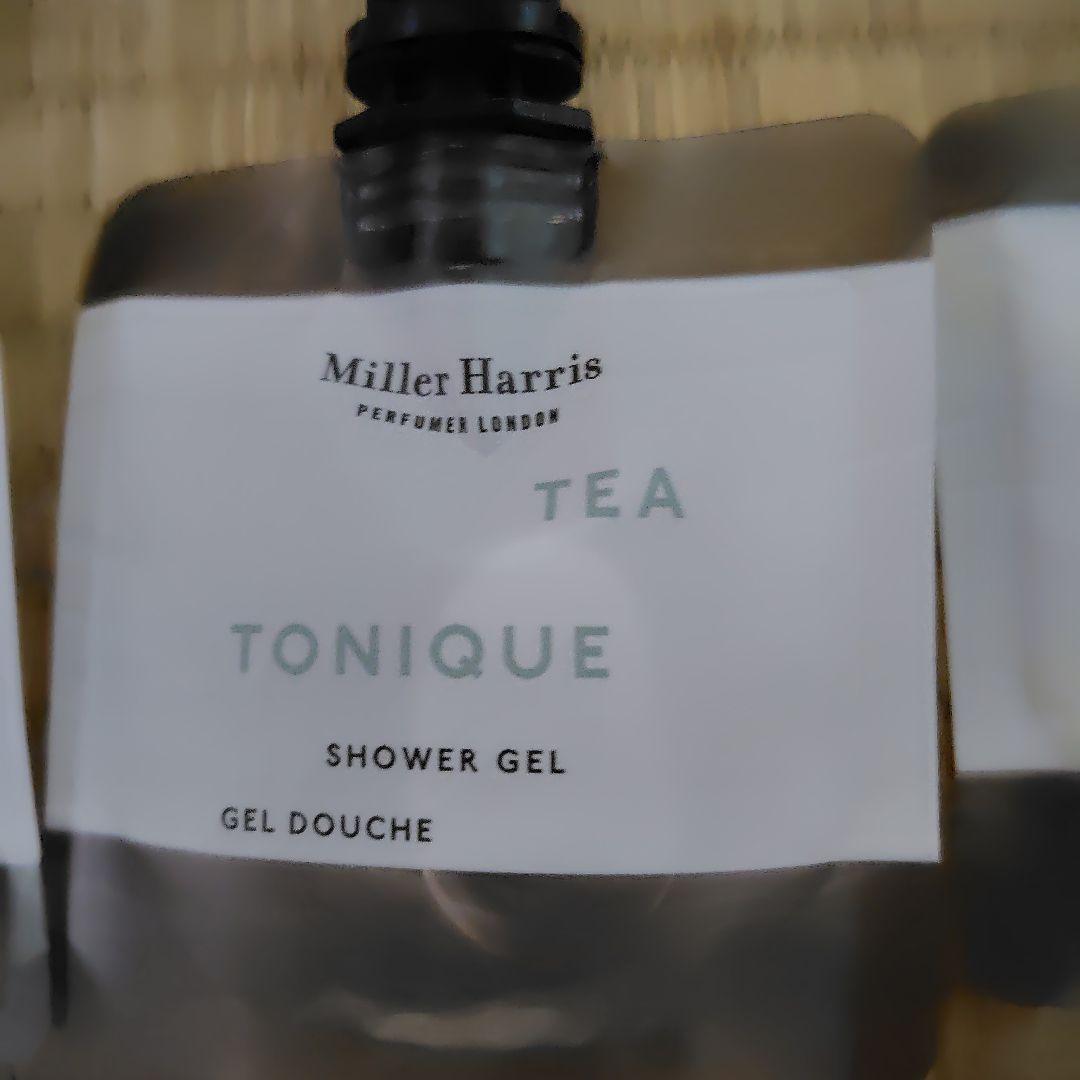 Miller Harris
PERFUMER LONDON
TEA
TONIQUE
SHOWER GEL
GEL DOUCHE